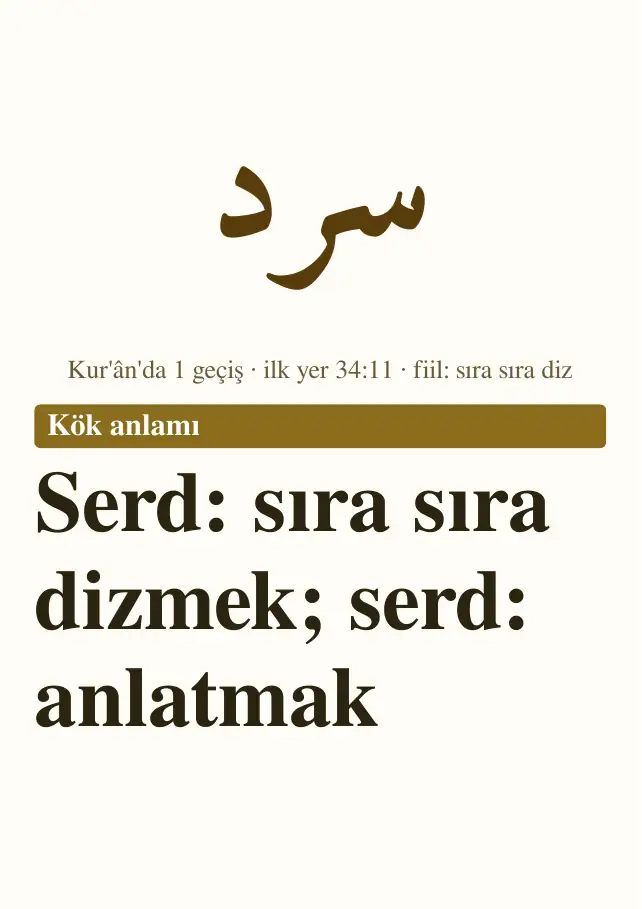 سرد
Kur'ân'da 1 geçiş · ilk yer 34:11 · fiil: sıra sıra diz
Kök anlamı
Serd: sıra sıra
dizmek; serd:
anlatmak